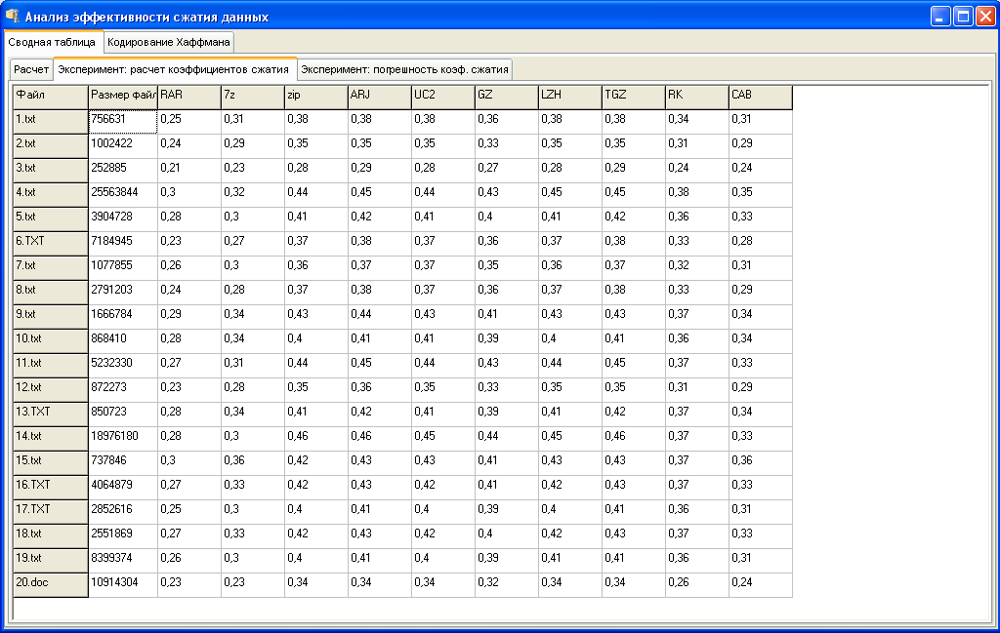 Анализ эффективности сжатия данных
Сводная таблица Кодирование Хаффмана
Расчет Эксперимент: расчет коэффициентов сжатия Эксперимент: погрешность коэф. сжатия
Файл Размер файл RAR 7z zip ARJ UC2 GZ LZH TGZ RK CAB
1.txt 756631 0,25 0,31 0,38 0,38 0,38 0,36 0,38 0,38 0,34 0,31
2.txt 1002422 0,24 0,29 0,35 0,35 0,35 0,33 0,35 0,35 0,31 0,29
3.txt 252885 0,21 0,23 0,28 0,29 0,28 0,27 0,28 0,29 0,24 0,24
4.txt 25563844 0,3 0,32 0,44 0,45 0,44 0,43 0,45 0,45 0,38 0,35
5.txt 3904728 0,28 0,3 0,41 0,42 0,41 0,4 0,41 0,42 0,36 0,33
6.TXT 7184945 0,23 0,27 0,37 0,38 0,37 0,36 0,37 0,38 0,33 0,28
7.txt 1077855 0,26 0,3 0,36 0,37 0,37 0,35 0,36 0,37 0,32 0,31
8.txt 2791203 0,24 0,28 0,37 0,38 0,37 0,36 0,37 0,38 0,33 0,29
9.txt 1666784 0,29 0,34 0,43 0,44 0,43 0,41 0,43 0,43 0,37 0,34
10.txt 868410 0,28 0,34 0,4 0,41 0,41 0,39 0,4 0,41 0,36 0,34
11.txt 5232330 0,27 0,31 0,44 0,45 0,44 0,43 0,44 0,45 0,37 0,33
12.txt 872273 0,23 0,28 0,35 0,36 0,35 0,33 0,35 0,35 0,31 0,29
13.TXT 850723 0,28 0,34 0,41 0,42 0,41 0,39 0,41 0,42 0,37 0,34
14.txt 18976180 0,28 0,3 0,46 0,46 0,45 0,44 0,45 0,46 0,37 0,33
15.txt 737846 0,3 0,36 0,42 0,43 0,43 0,41 0,43 0,43 0,37 0,36
16.TXT 4064879 0,27 0,33 0,42 0,43 0,42 0,41 0,42 0,43 0,37 0,33
17.TXT 2852616 0,25 0,3 0,4 0,41 0,4 0,39 0,4 0,41 0,36 0,31
18.txt 2551869 0,27 0,33 0,42 0,43 0,42 0,4 0,42 0,43 0,37 0,33
19.txt 8399374 0,26 0,3 0,4 0,41 0,4 0,39 0,41 0,41 0,36 0,31
20.doc 10914304 0,23 0,23 0,34 0,34 0,34 0,32 0,34 0,34 0,26 0,24